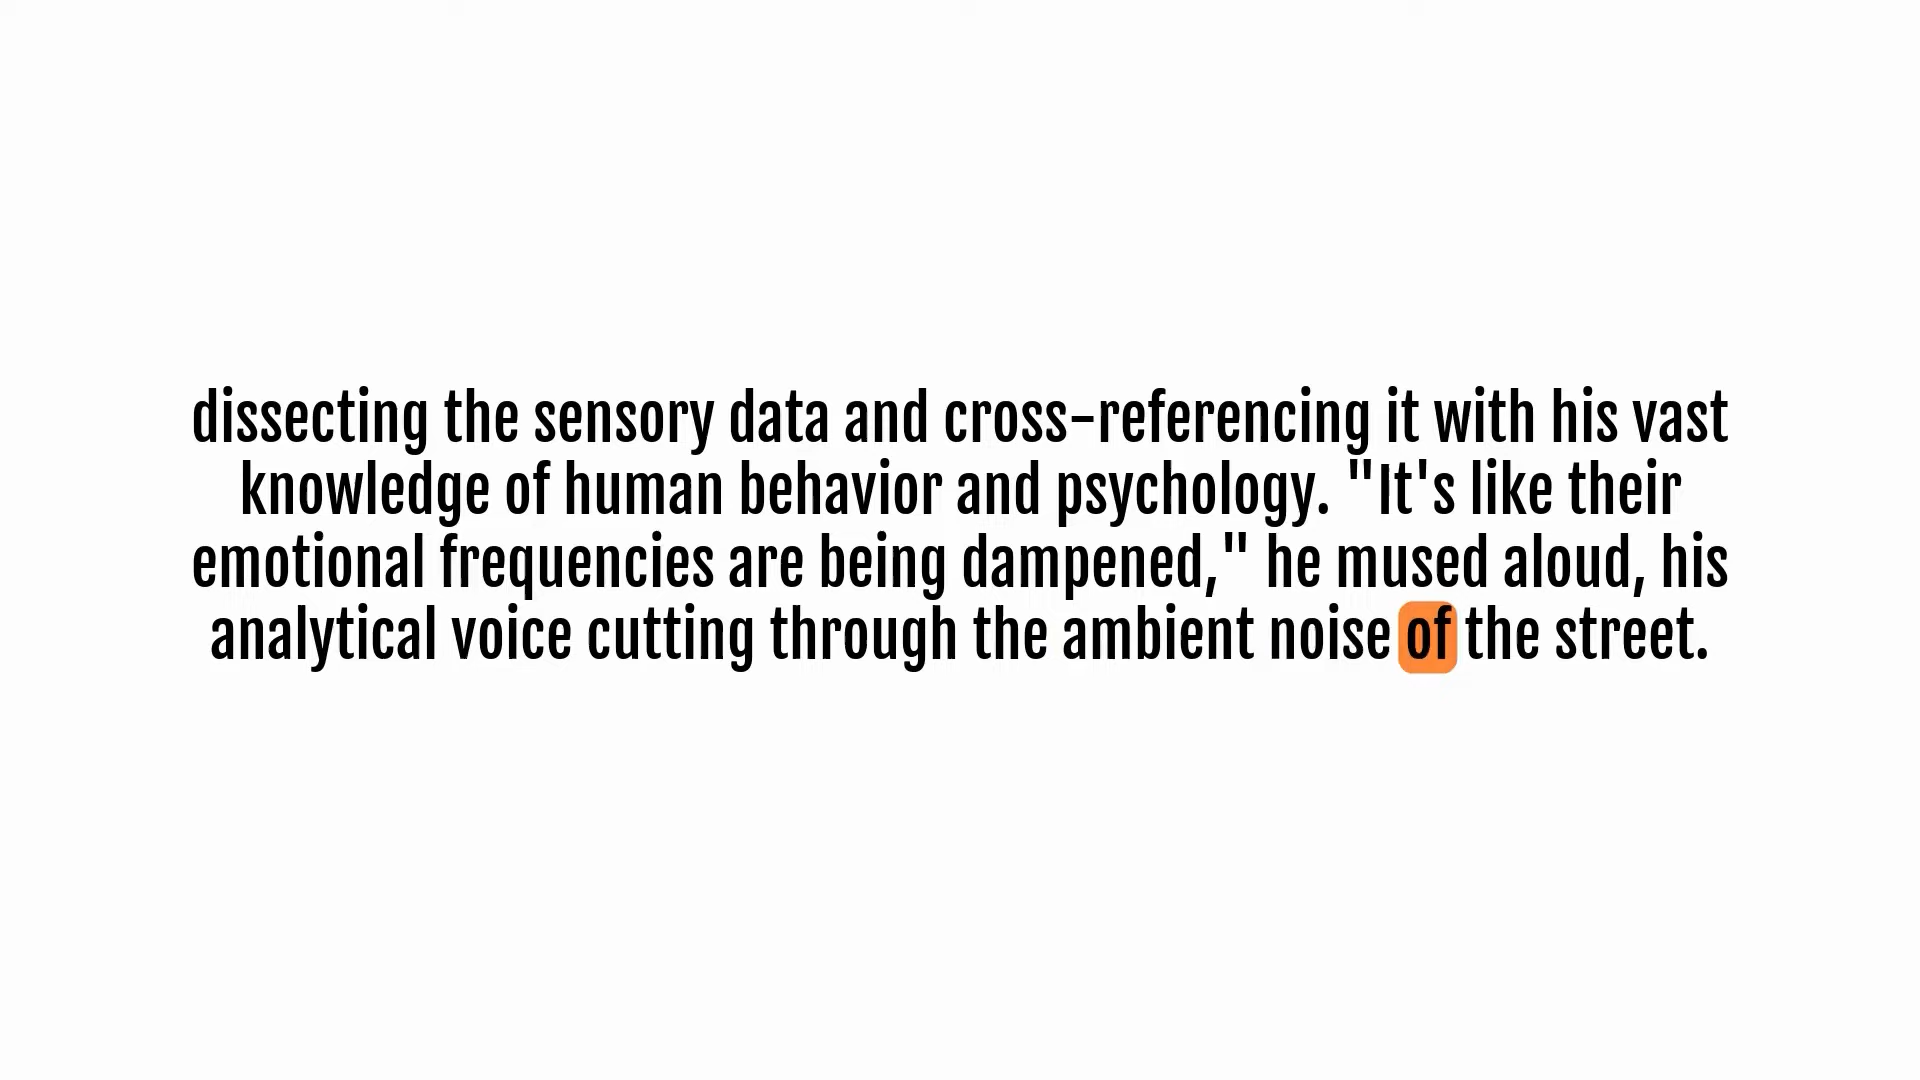 dissecting the sensory data and cross-referencing it with his vast
knowledge of human behavior and psychology. "It's like their
emotional frequencies are being dampened," he mused aloud, his
analytical voice cutting through the ambient noise of the street.